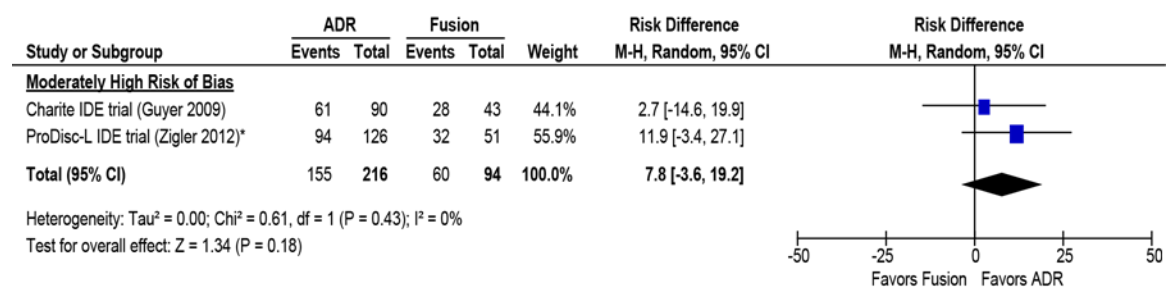 ADR Fusion Risk Difference Risk Difference
Study or Subgroup Events Total Events Total Weight M-H, Random, 95% CI M-H, Random, 95% CI
Moderately High Risk of Bias
Charite IDE trial (Guyer 2009) 61 90 28 43 44.1% 2.7 [-14.6, 19.9]
ProDisc-L IDE trial (Zigler 2012)* 94 126 32 51 55.9% 11.9 [-3.4, 27.1]
Total (95% CI) 155 216 60 94 100.0% 7.8 [-3.6, 19.2]
Heterogeneity: Tau² = 0.00; Chi² = 0.61, df = 1 (P = 0.43); I² = 0%
Test for overall effect: Z = 1.34 (P = 0.18)
-50 -25 0 25 50
Favors Fusion Favors ADR